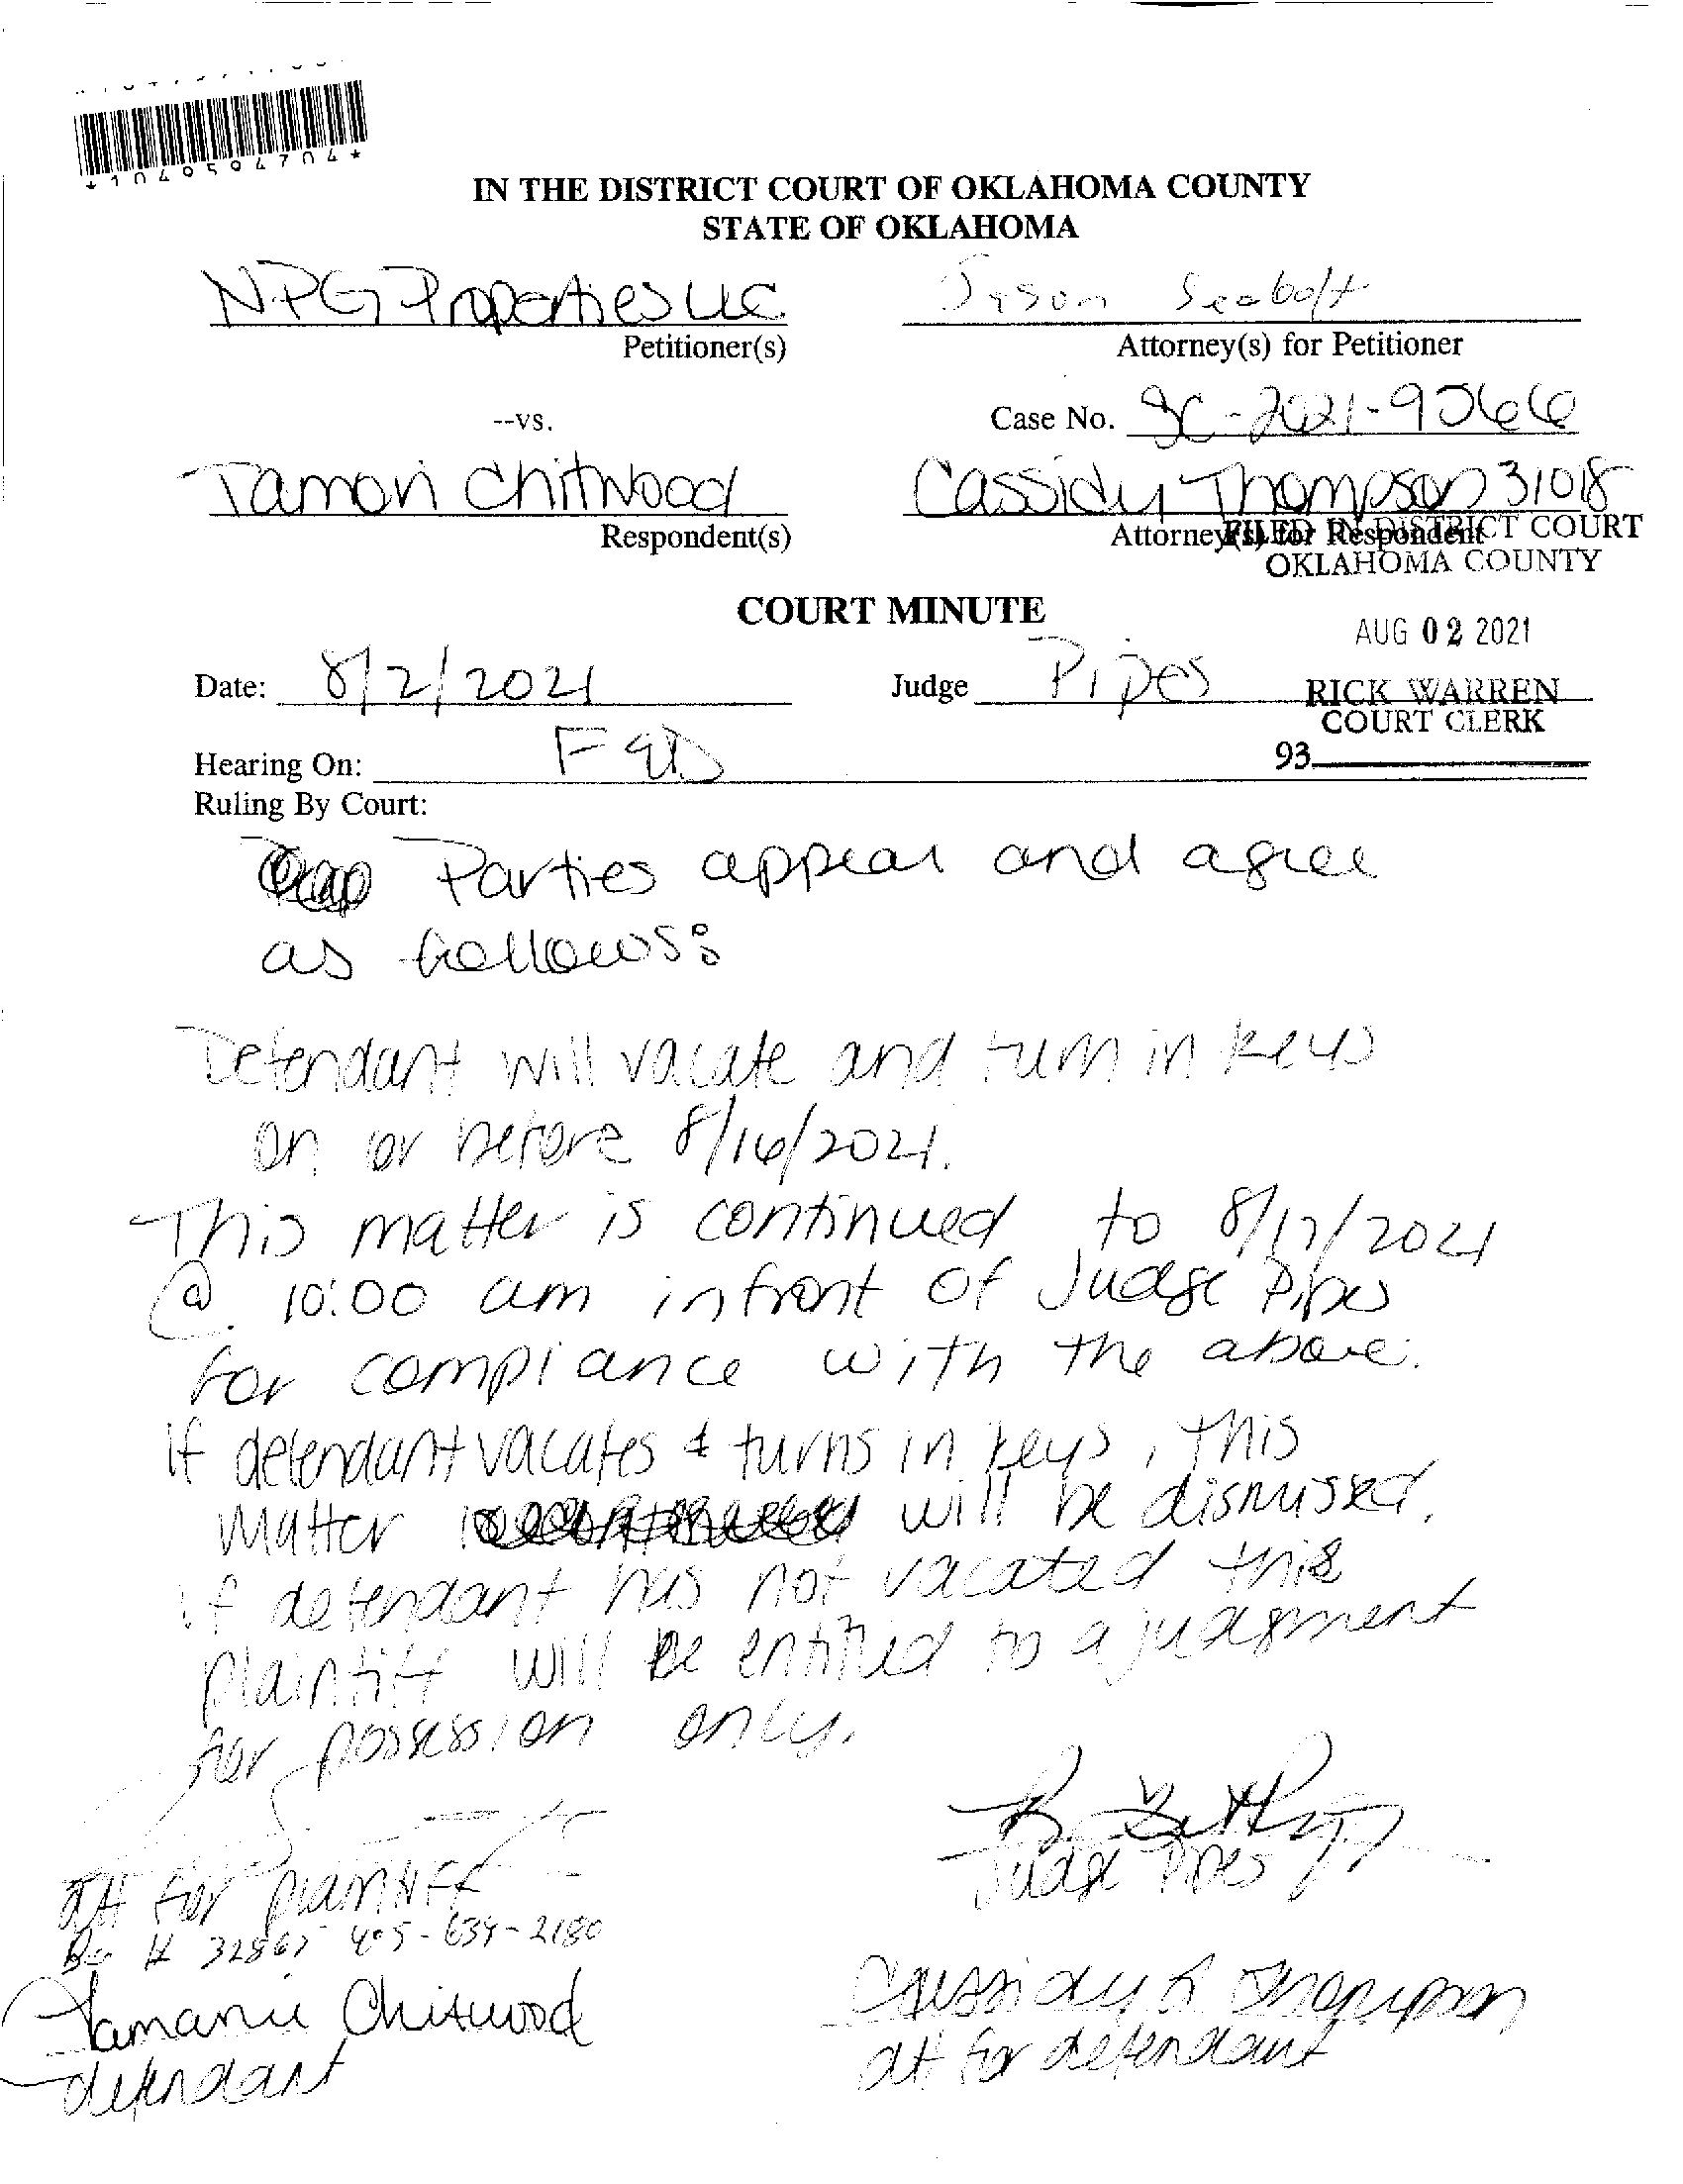 *1049594704*
IN THE DISTRICT COURT OF OKLAHOMA COUNTY
STATE OF OKLAHOMA
NPG Properties LLC
Petitioner(s)
Jason Seabolt
Attorney(s) for Petitioner
--vs.
Case No. SC-2021-9366
Tamori Chitwood
Respondent(s)
Cassidy Thompson 31018
Attorney(s) for Respondent
FILED IN DISTRICT COURT
OKLAHOMA COUNTY
COURT MINUTE
AUG 02 2021
Date: 8/2/2021
Judge Pipes
RICK WARREN
COURT CLERK
93
Hearing On: FED
Ruling By Court:
Parties appear and agree
as follows:
Defendant will vacate and turn in keys
on or before 8/16/2021.
This matter is continued to 8/17/2021
@ 10:00 am infront of Judge Pipes
for compliance with the above.
If defendant vacates & turns in keys, this
matter will be dismissed.
if defendant has not vacated this
plaintiff will be entitled to a judgment
for possession only.
Judge Pipes
att for plaintiff
Bar # 32867 405-634-2180
Tamarie Chitwood
defendant
Cassidy R Thompson
att for defendant